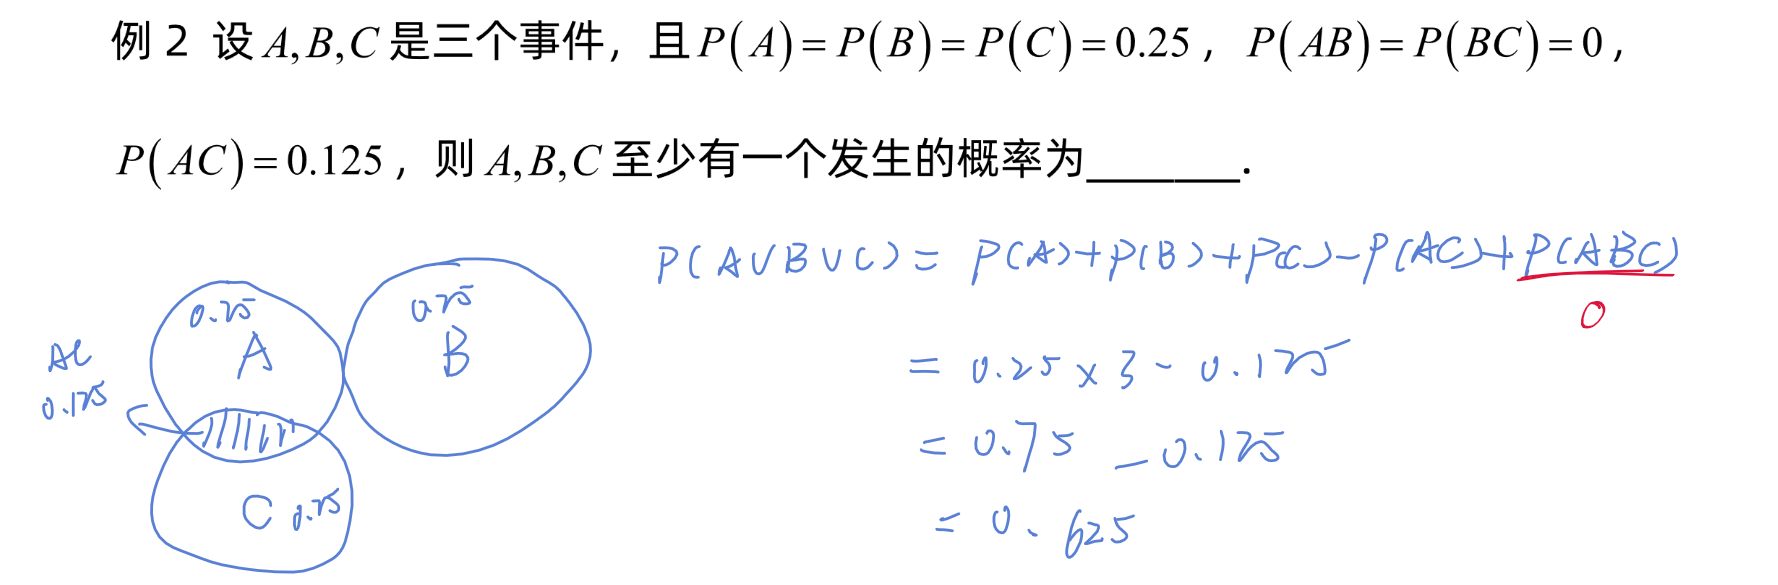 例 2 设 A,B,C 是三个事件，且 P(A)=P(B)=P(C)=0.25，P(AB)=P(BC)=0，
P(AC)=0.125，则 A,B,C 至少有一个发生的概率为_______.
P(A∪B∪C)= P(A)+P(B)+P(C)-P(AC)+P(ABC)
0
0.25
A
0.25
B
AC
0.125
C 0.25
= 0.25×3-0.125
= 0.75-0.125
= 0.625